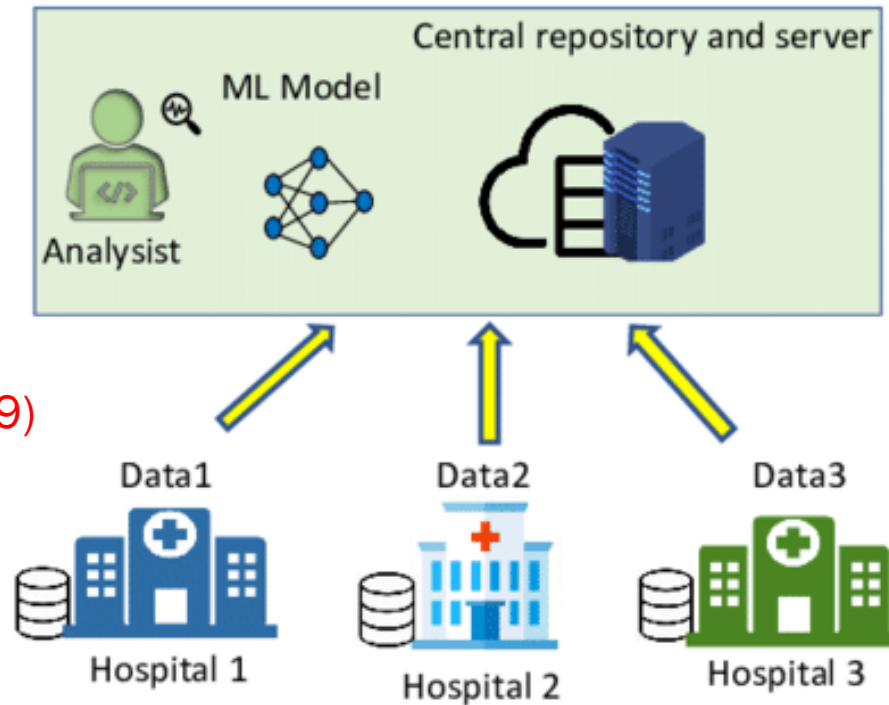 Central repository and server
ML Model
</>
Analysist
9)
Data1
Data2
Data3
Hospital 1
Hospital 2
Hospital 3